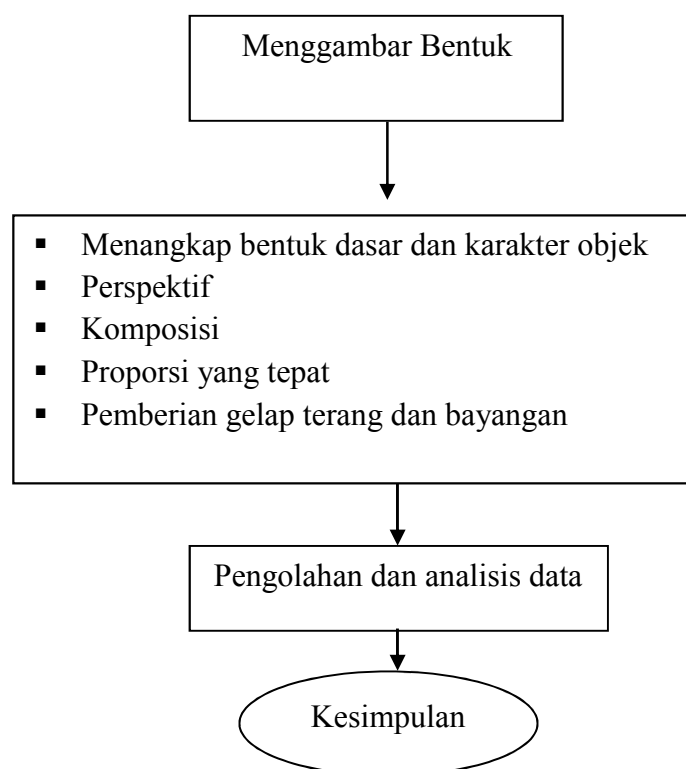 Menggambar Bentuk
▪ Menangkap bentuk dasar dan karakter objek
▪ Perspektif
▪ Komposisi
▪ Proporsi yang tepat
▪ Pemberian gelap terang dan bayangan
Pengolahan dan analisis data
Kesimpulan